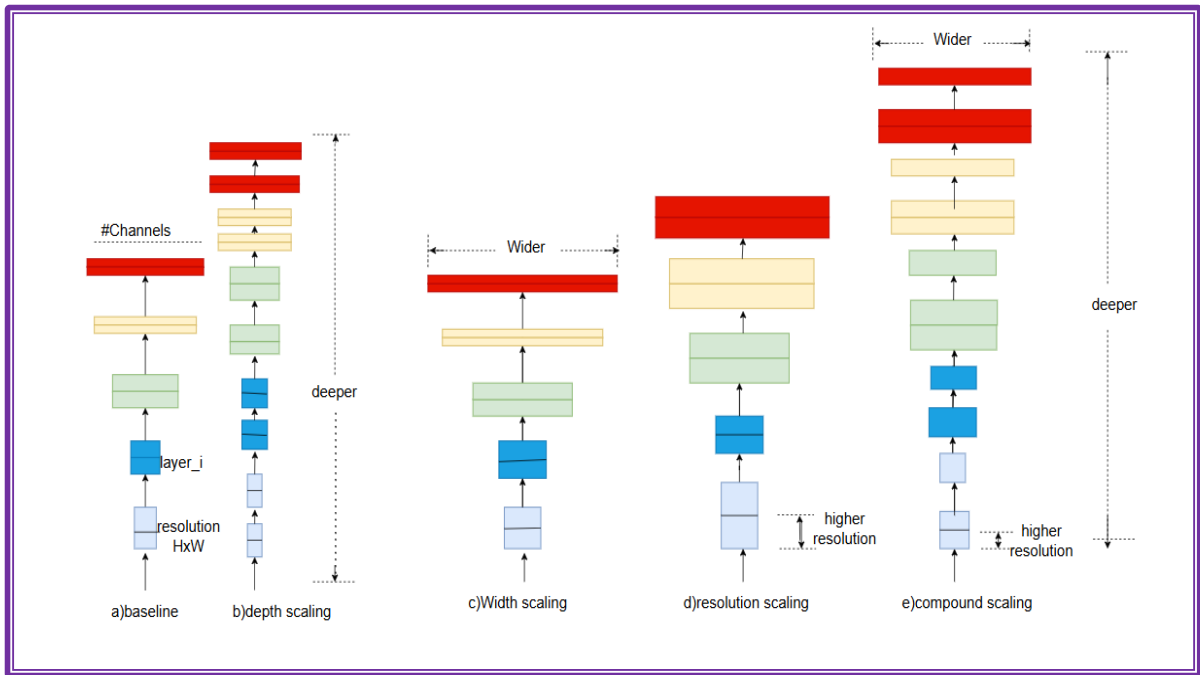 Wider
#Channels
Wider
deeper
deeper
layer_i
resolution
HxW
higher
resolution
higher
resolution
a)baseline
b)depth scaling
c)Width scaling
d)resolution scaling
e)compound scaling